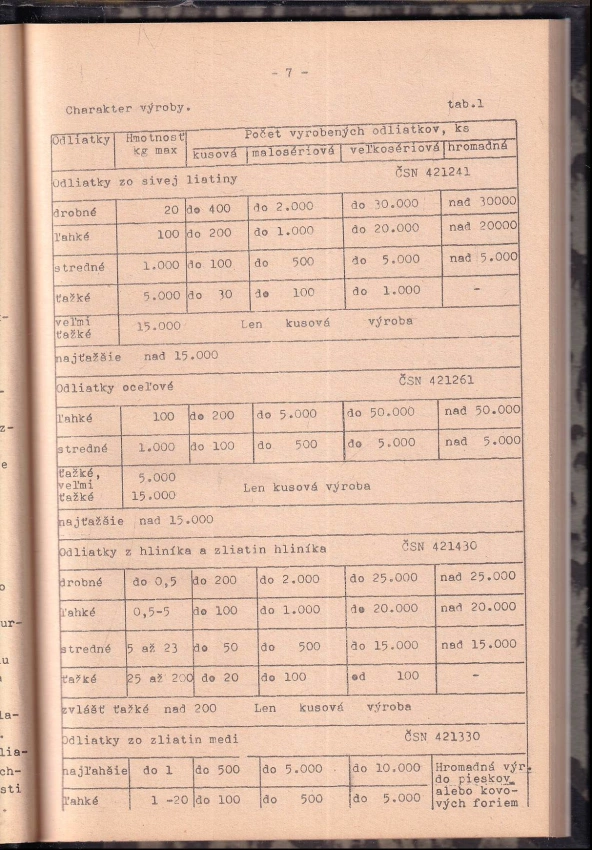 - 7 -
Charakter výroby. tab.1
Odliatky Hmotnosť kg max Počet vyrobených odliatkov, ks
kusová malosériová veľkosériová hromadná
Odliatky zo sivej liatiny ČSN 421241
drobné 20 do 400 do 2.000 do 30.000 nad 30000
ľahké 100 do 200 do 1.000 do 20.000 nad 20000
stredné 1.000 do 100 do 500 do 5.000 nad 5.000
ťažké 5.000 do 30 do 100 do 1.000 -
veľmi ťažké 15.000 Len kusová výroba
najťažšie nad 15.000
Odliatky oceľové ČSN 421261
ľahké 100 do 200 do 5.000 do 50.000 nad 50.000
stredné 1.000 do 100 do 500 do 5.000 nad 5.000
ťažké, 5.000
veľmi
ťažké 15.000 Len kusová výroba
najťažšie nad 15.000
Odliatky z hliníka a zliatin hliníka ČSN 421430
drobné do 0,5 do 200 do 2.000 do 25.000 nad 25.000
ľahké 0,5-5 do 100 do 1.000 do 20.000 nad 20.000
stredné 5 až 23 do 50 do 500 do 15.000 nad 15.000
ťažké 25 až 200 do 20 do 100 od 100 -
zvlášť ťažké nad 200 Len kusová výroba
Odliatky zo zliatin medi ČSN 421330
najľahšie do 1 do 500 do 5.000 do 10.000 Hromadná výr.
do pieskov
ľahké 1 -20 do 100 do 500 do 5.000 alebo kovo-
vých foriem